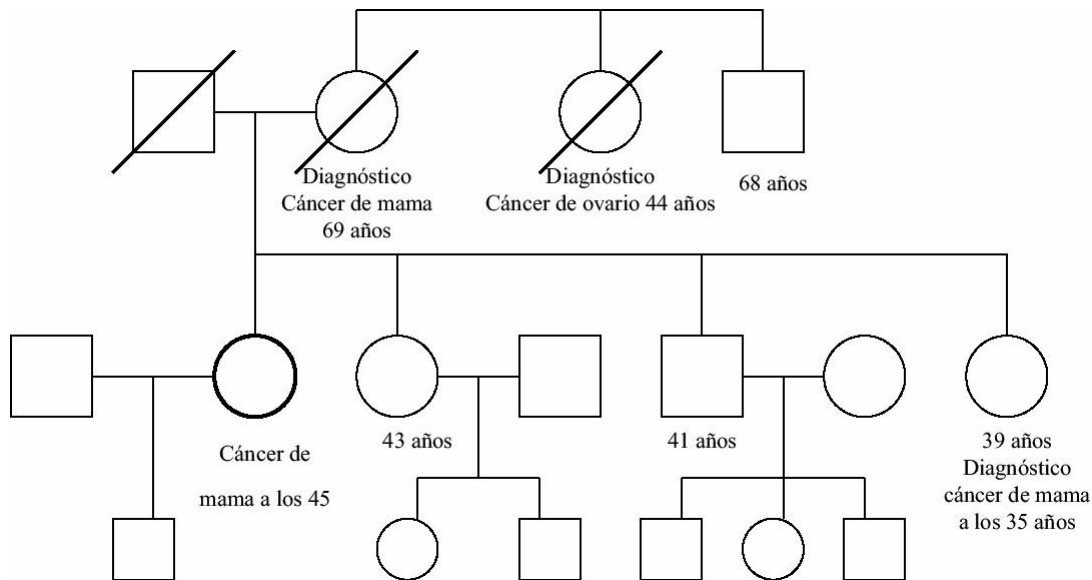 Diagnóstico
Cáncer de mama
69 años
Diagnóstico
Cáncer de ovario 44 años
68 años
Cáncer de
mama a los 45
43 años
41 años
39 años
Diagnóstico
cáncer de mama
a los 35 años